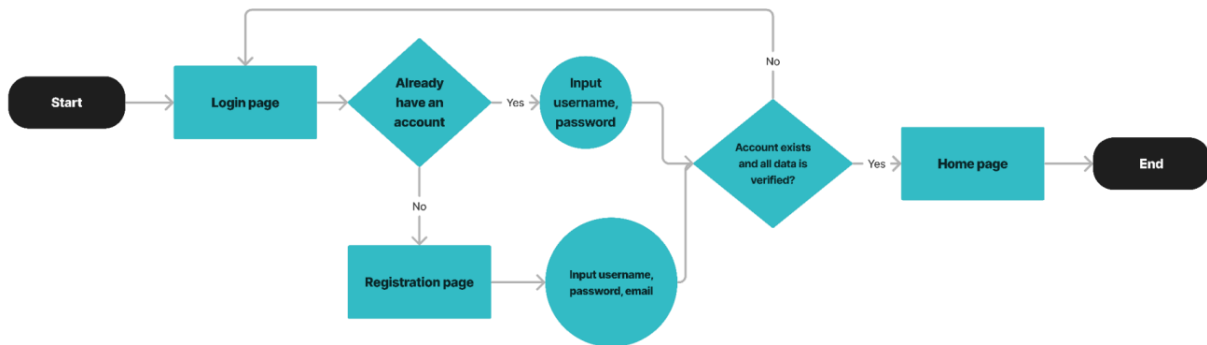 Start
Login page
Already
have an
account
Yes
Input
username,
password
No
Account exists
and all data is
verified?
Yes
Home page
End
No
Registration page
Input username,
password, email